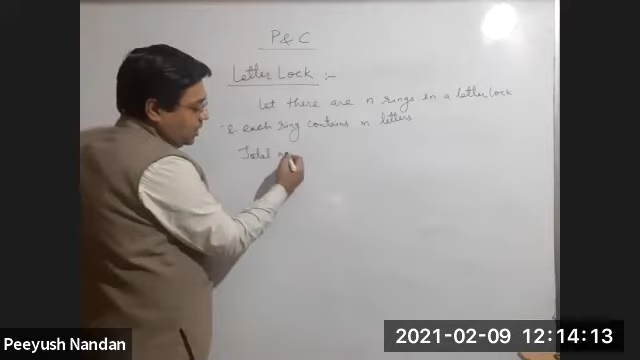 P & C
Letter Lock :-
Let there are n rings in a letter lock
& each ring contains m letters
Total
Peeyush Nandan
2021-02-09 12:14:13